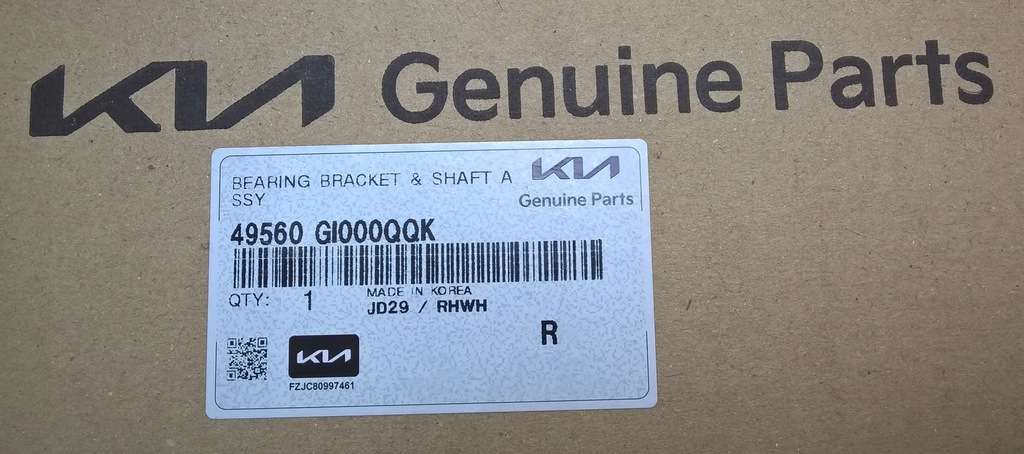 KIA Genuine Parts
BEARING BRACKET & SHAFT A
SSY
KIA
Genuine Parts
49560 GI000QQK
QTY: 1
MADE IN KOREA
JD29 / RHWH
R
KIA
FZJC80997461